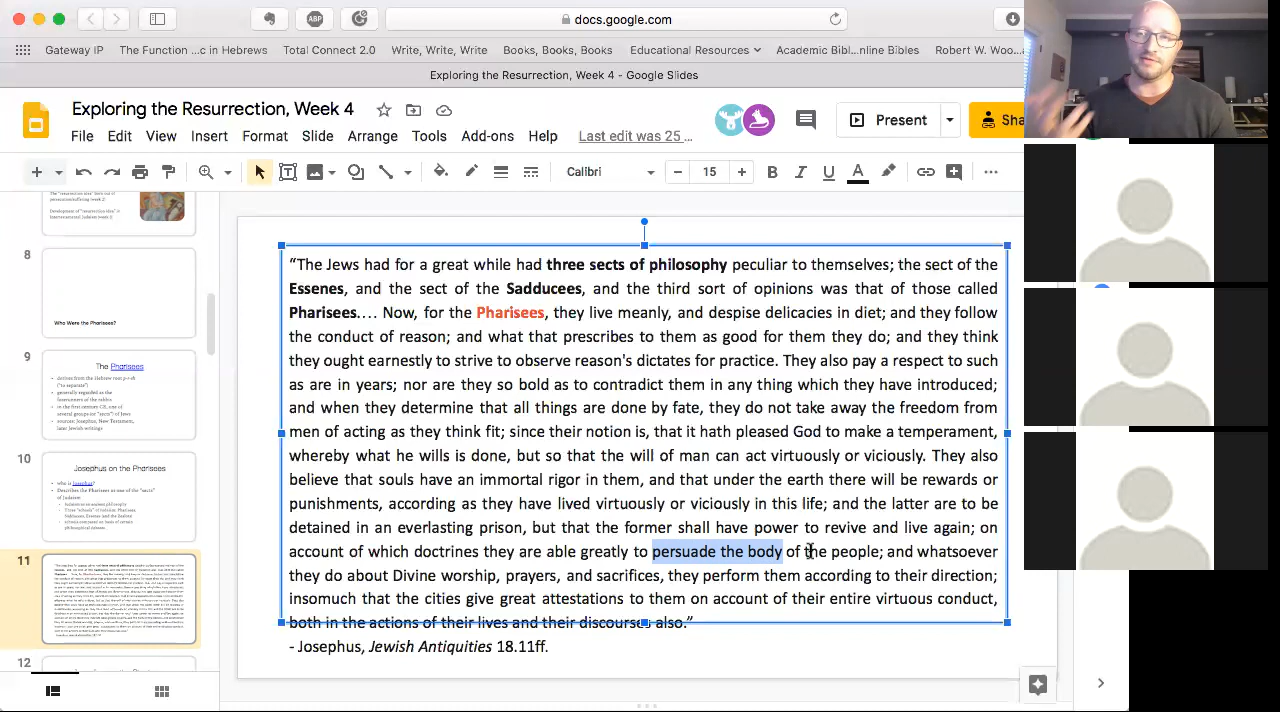 docs.google.com
ABP
Gateway IP
The Function ...c in Hebrews
Total Connect 2.0
Write, Write, Write
Books, Books, Books
Educational Resources
Academic Bibl...nline Bibles
Robert W. Woo...
Exploring the Resurrection, Week 4 - Google Slides
Exploring the Resurrection, Week 4
Present
Sha
File Edit View Insert Format Arrange Tools Add-ons Help Last edit was 25 ...
Calibri
15
B I U A
8
Who Were the Pharisees?
9
The Pharisees
10
Josephus on the Pharisees
who is Josephus?
Describes the Pharisees as one of the "sects"
of Judaism
11
12
"The Jews had for a great while had three sects of philosophy peculiar to themselves; the sect of the
Essenes, and the sect of the Sadducees, and the third sort of opinions was that of those called
Pharisees.... Now, for the Pharisees, they live meanly, and despise delicacies in diet; and they follow
the conduct of reason; and what that prescribes to them as good for them they do; and they think
they ought earnestly to strive to observe reason's dictates for practice. They also pay a respect to such
as are in years; nor are they so bold as to contradict them in any thing which they have introduced;
and when they determine that all things are done by fate, they do not take away the freedom from
men of acting as they think fit; since their notion is, that it hath pleased God to make a temperament,
whereby what he wills is done, but so that the will of man can act virtuously or viciously. They also
believe that souls have an immortal rigor in them, and that under the earth there will be rewards or
punishments, according as they have lived virtuously or viciously in this life; and the latter are to be
detained in an everlasting prison, but that the former shall have power to revive and live again; on
account of which doctrines they are able greatly to persuade the body of the people; and whatsoever
they do about Divine worship, prayers, and sacrifices, they perform them according to their direction;
insomuch that the cities give great attestations to them on account of their entire virtuous conduct,
both in the actions of their lives and their discourses also."
- Josephus, Jewish Antiquities 18.11ff.